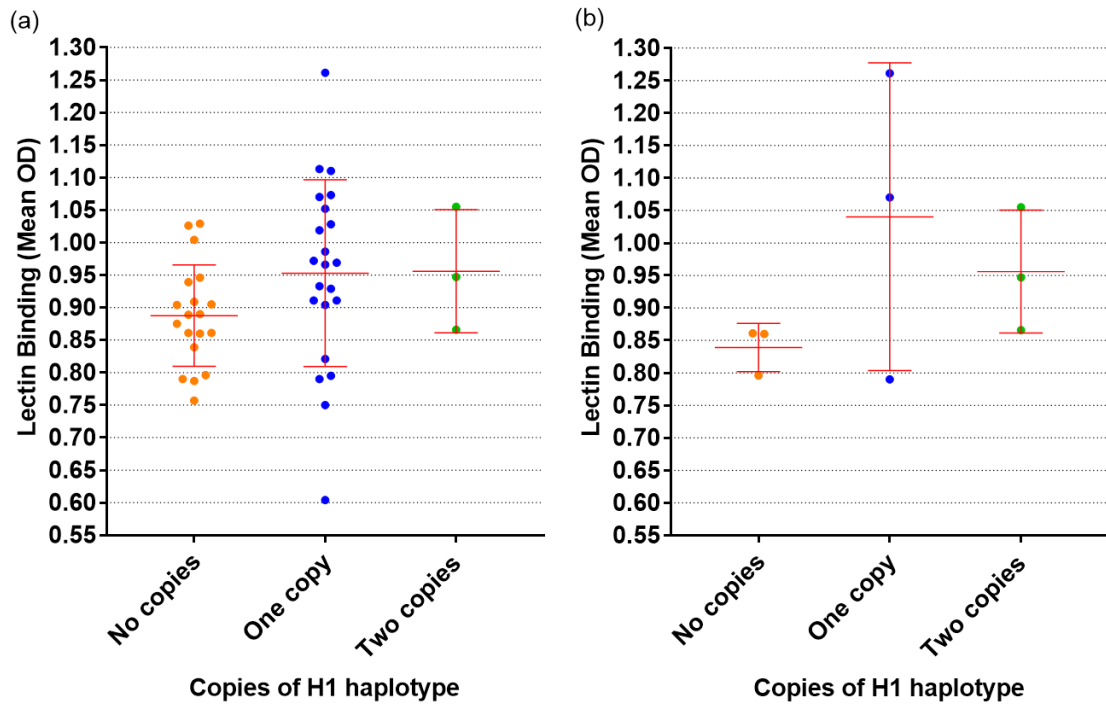 (a)
Lectin Binding (Mean OD)
1.30
1.25
1.20
1.15
1.10
1.05
1.00
0.95
0.90
0.85
0.80
0.75
0.70
0.65
0.60
0.55
No copies
One copy
Two copies
Copies of H1 haplotype
(b)
Lectin Binding (Mean OD)
1.30
1.25
1.20
1.15
1.10
1.05
1.00
0.95
0.90
0.85
0.80
0.75
0.70
0.65
0.60
0.55
No copies
One copy
Two copies
Copies of H1 haplotype